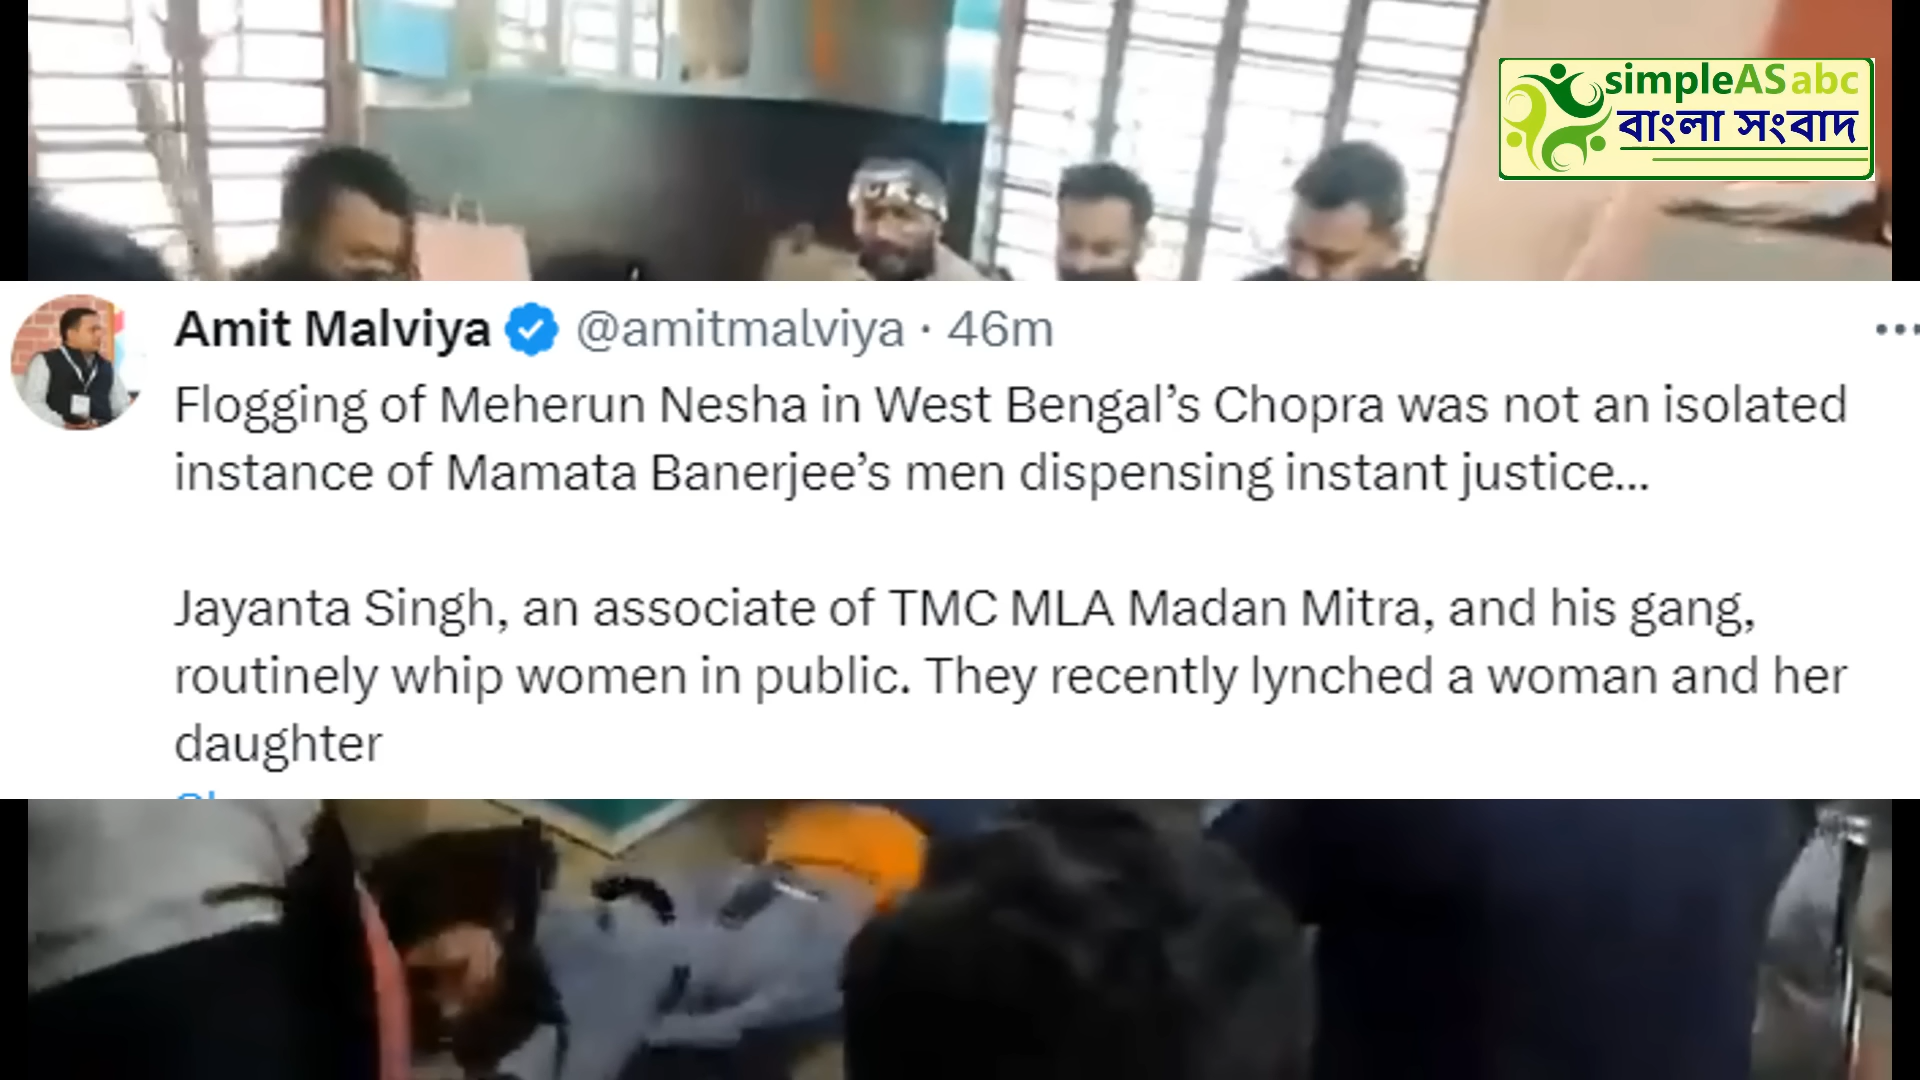 simpleASabc
বাংলা সংবাদ
Amit Malviya @amitmalviya · 46m
Flogging of Meherun Nesha in West Bengal’s Chopra was not an isolated
instance of Mamata Banerjee’s men dispensing instant justice...
Jayanta Singh, an associate of TMC MLA Madan Mitra, and his gang,
routinely whip women in public. They recently lynched a woman and her
daughter